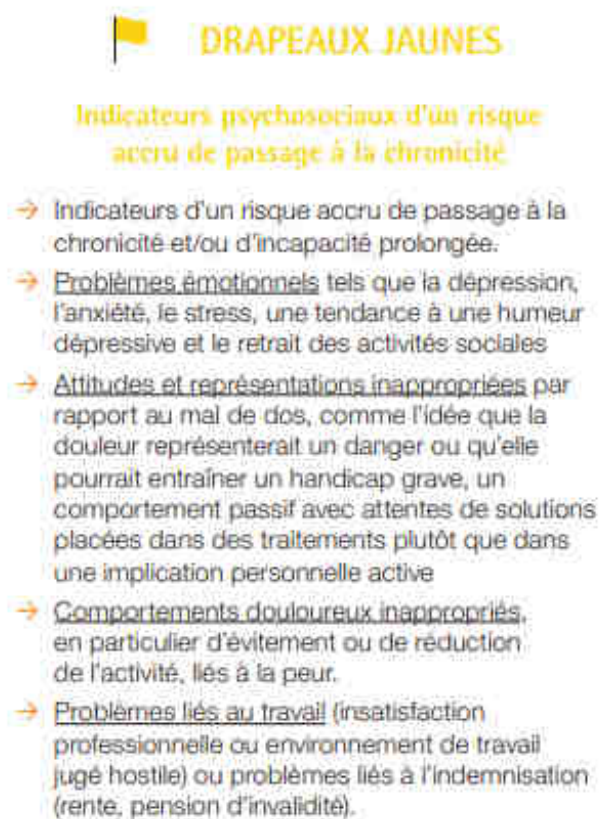 DRAPEAUX JAUNES
Indicateurs psychosociaux d'un risque
accru de passage à la chronicité
→ Indicateurs d'un risque accru de passage à la
chronicité et/ou d'incapacité prolongée.
→ Problèmes émotionnels tels que la dépression,
l'anxiété, le stress, une tendance à une humeur
dépressive et le retrait des activités sociales
→ Attitudes et représentations inappropriées par
rapport au mal de dos, comme l'idée que la
douleur représenterait un danger ou qu'elle
pourrait entraîner un handicap grave, un
comportement passif avec attentes de solutions
placées dans des traitements plutôt que dans
une implication personnelle active
→ Comportements douloureux inappropriés,
en particulier d'évitement ou de réduction
de l'activité, liés à la peur.
→ Problèmes liés au travail (insatisfaction
professionnelle ou environnement de travail
jugé hostile) ou problèmes liés à l'indemnisation
(rente, pension d'invalidité).